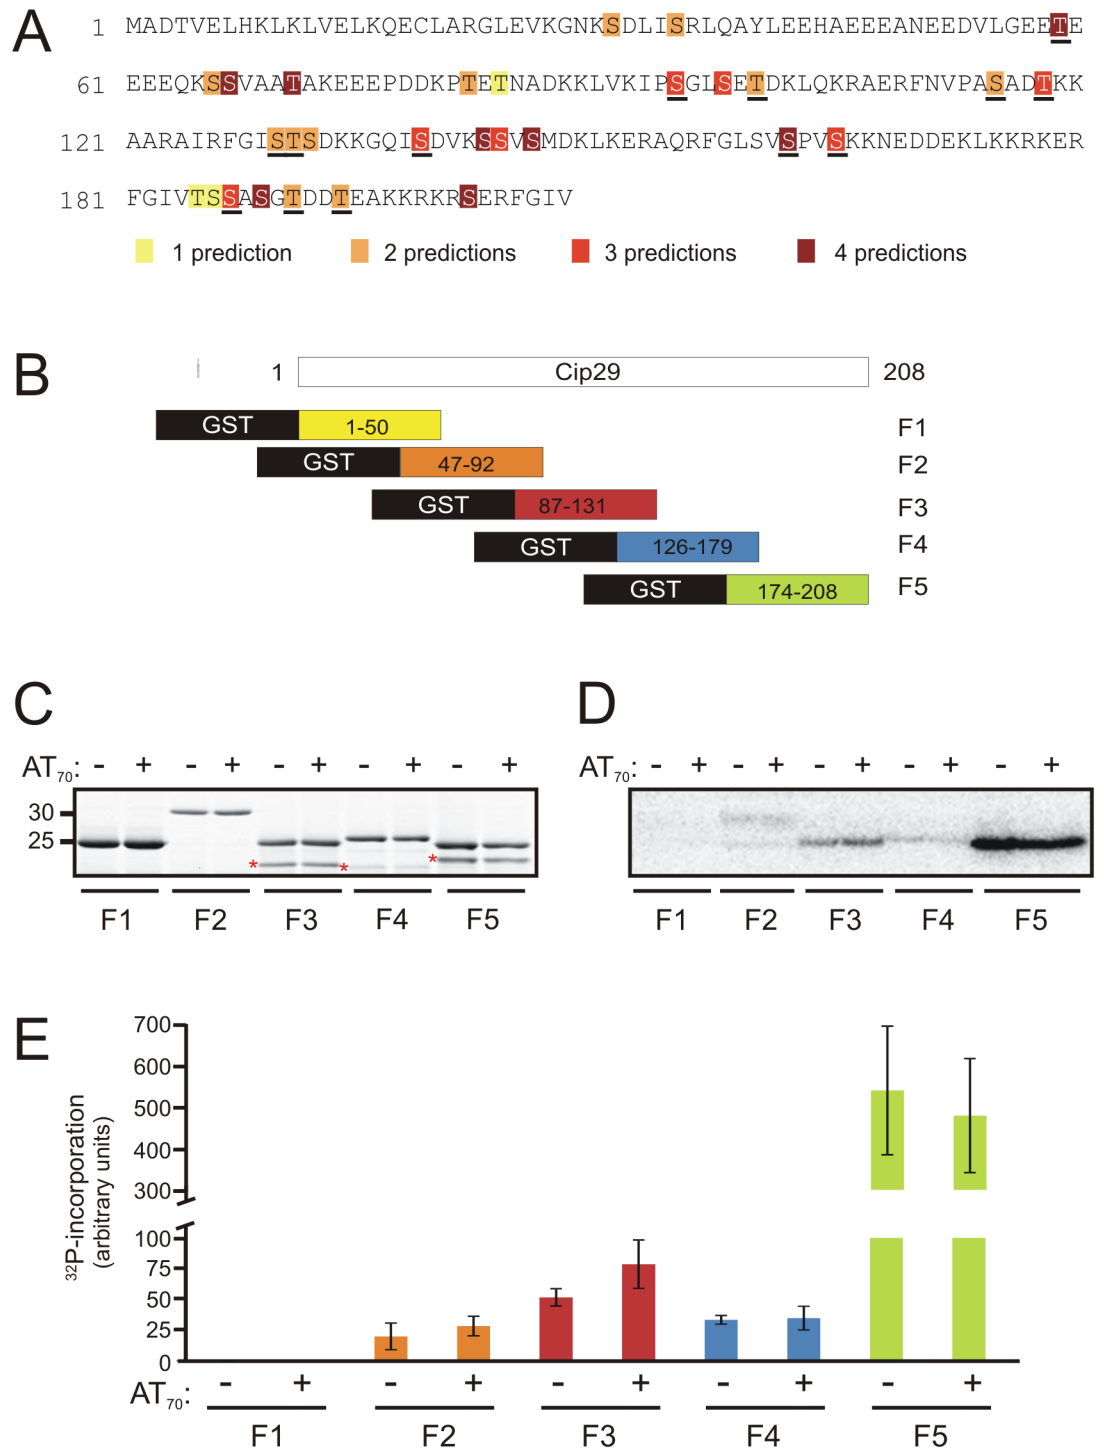 A
1 MADTVELHKLKLVELKQECLARGLEVKGNKSDLISRLQAYLEEHAEEEANEEDVLGEETE
61 EEEQKSSVAATAKEEEPDDKPTETNADKKLVKIPSGLSETDKLQKRAERFNVPASADTKK
121 AARAIRFGISTSDKKGQISDVKSSVSMDKLKERAQRFGLSVSPVSKKNEDDEKLKKRKER
181 FGIVTSSASGTDDTEAKKRKRSERFGIV
1 prediction 2 predictions 3 predictions 4 predictions
B
1 Cip29 208
GST 1-50 F1
GST 47-92 F2
GST 87-131 F3
GST 126-179 F4
GST 174-208 F5
C
AT70: - + - + - + - + - +
30
25
* * *
F1 F2 F3 F4 F5
D
AT70: - + - + - + - + - +
F1 F2 F3 F4 F5
E
32P-incorporation
(arbitrary units)
700
600
500
400
300
100
75
50
25
0
AT70: - + - + - + - + - +
F1 F2 F3 F4 F5